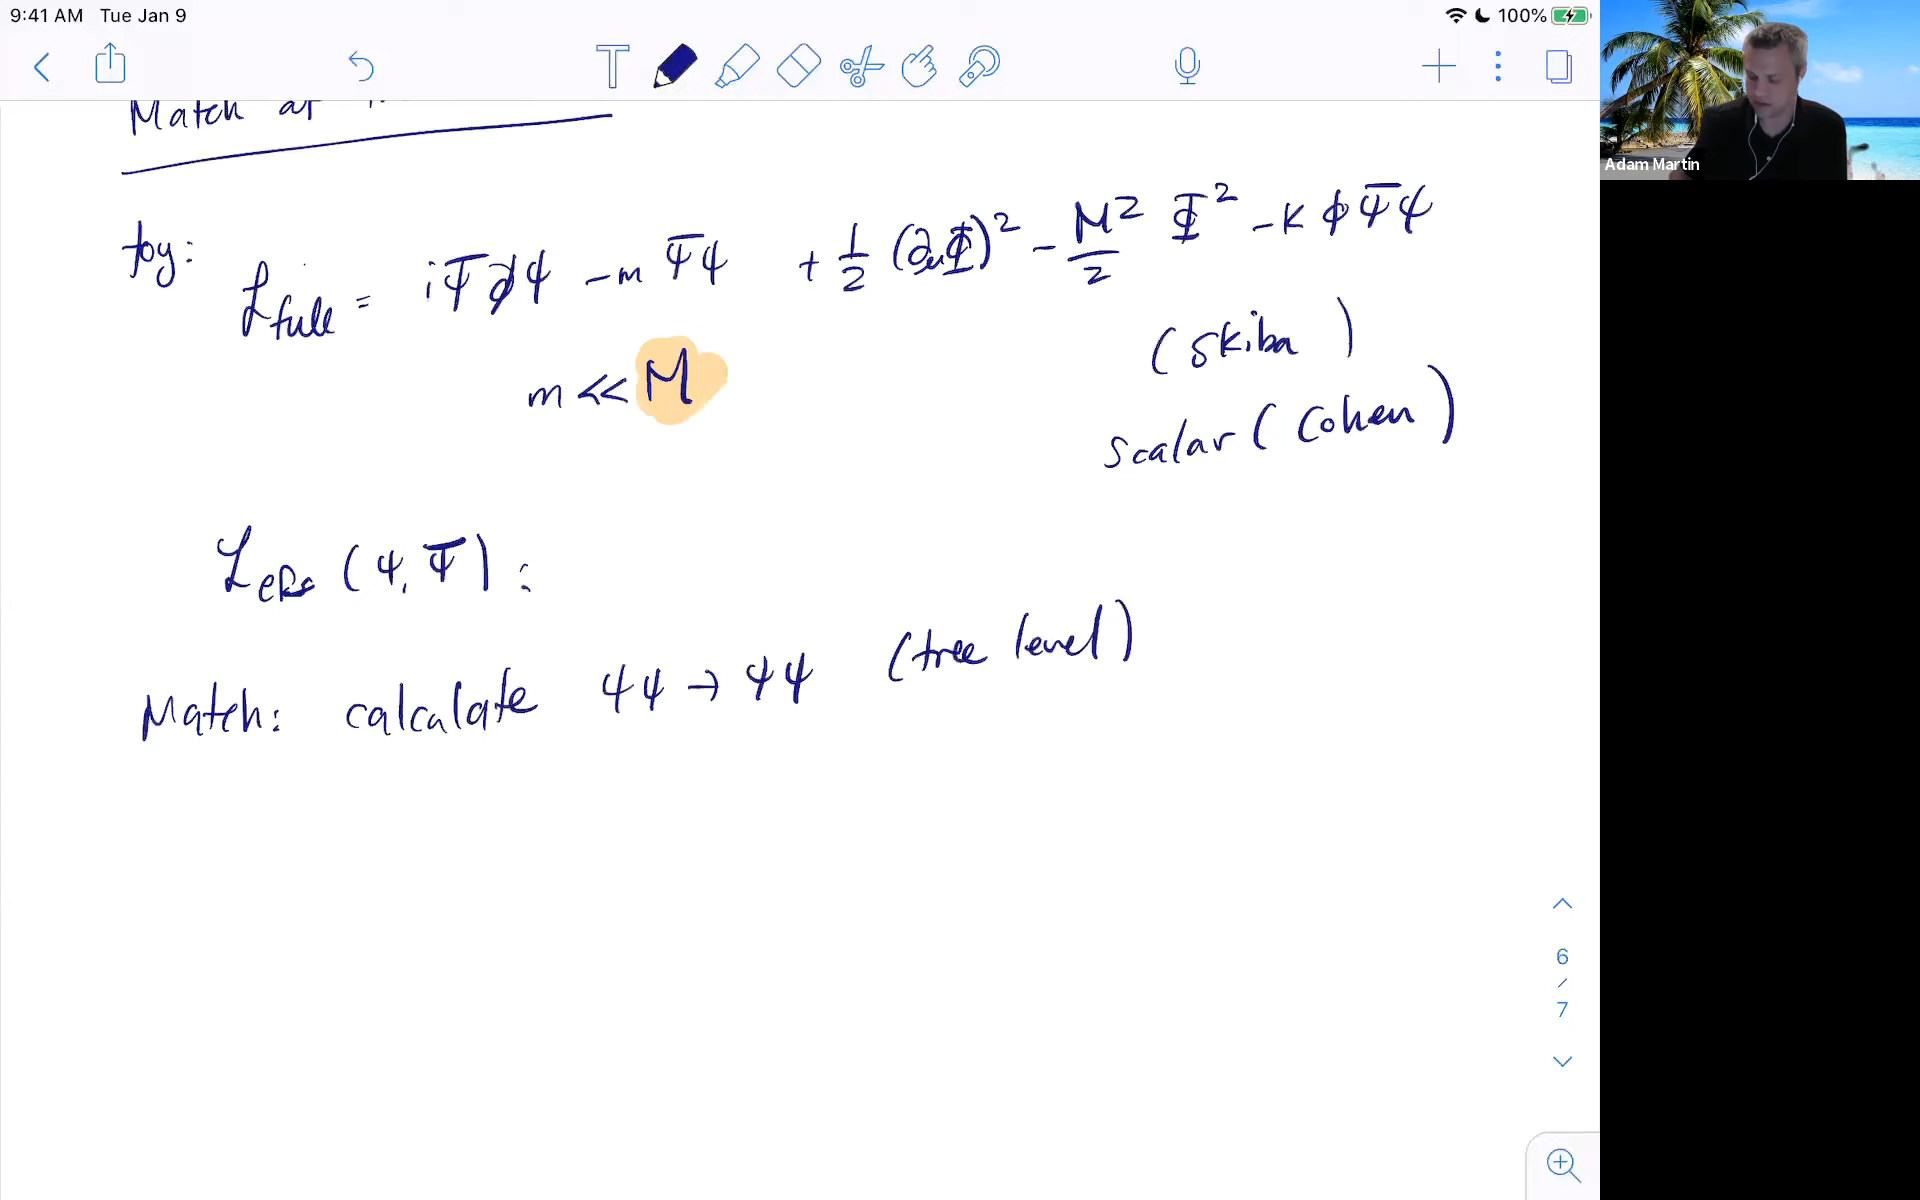 9:41 AM Tue Jan 9
100%
Adam Martin
Match at
toy:
ℒfull = iΨ̄∂̸ψ - mΨ̄ψ + 1/2 (∂μΦ)² - M²/2 Φ² - κ φ Ψ̄ψ
m << M
(Skiba)
scalar (Cohen)
ℒeff (ψ, Ψ̄) :
Match: calculate ψψ → ψψ (tree level)
6
/
7